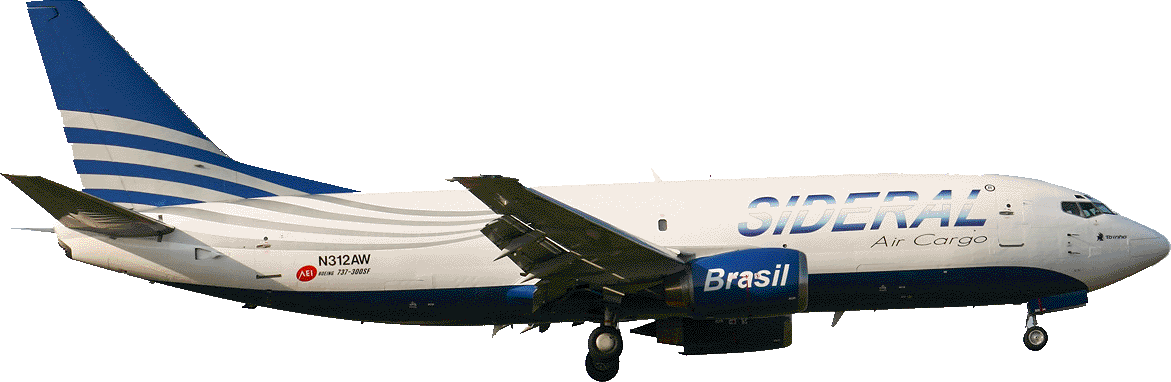 SIDERAL®
Air Cargo
Brasil
N312AW
AEI BOEING 737-300SF